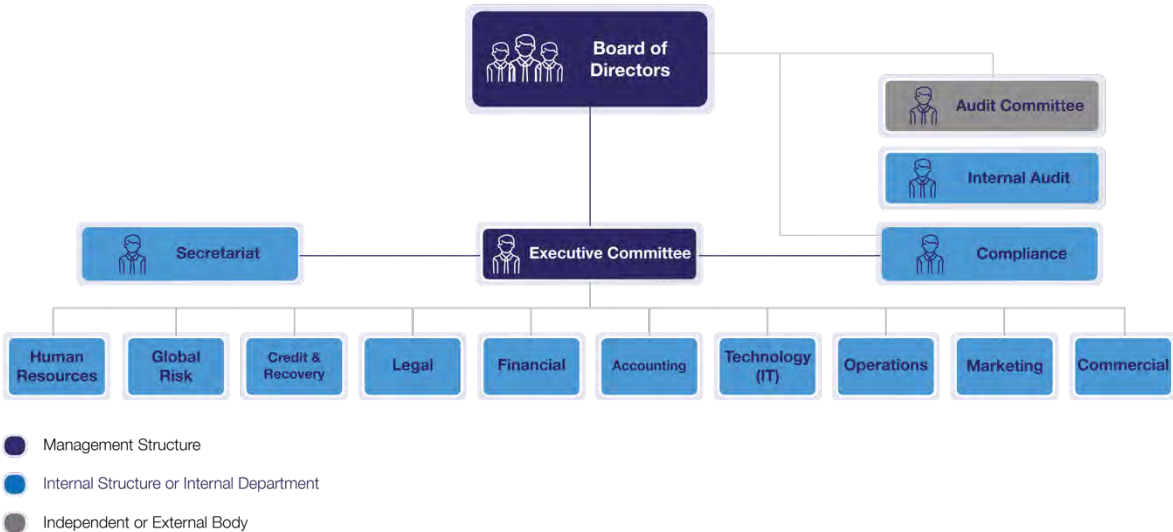 Board of
Directors
Audit Committee
Internal Audit
Secretariat
Executive Committee
Compliance
Human
Resources
Global
Risk
Credit &
Recovery
Legal
Financial
Accounting
Technology
(IT)
Operations
Marketing
Commercial
Management Structure
Internal Structure or Internal Department
Independent or External Body